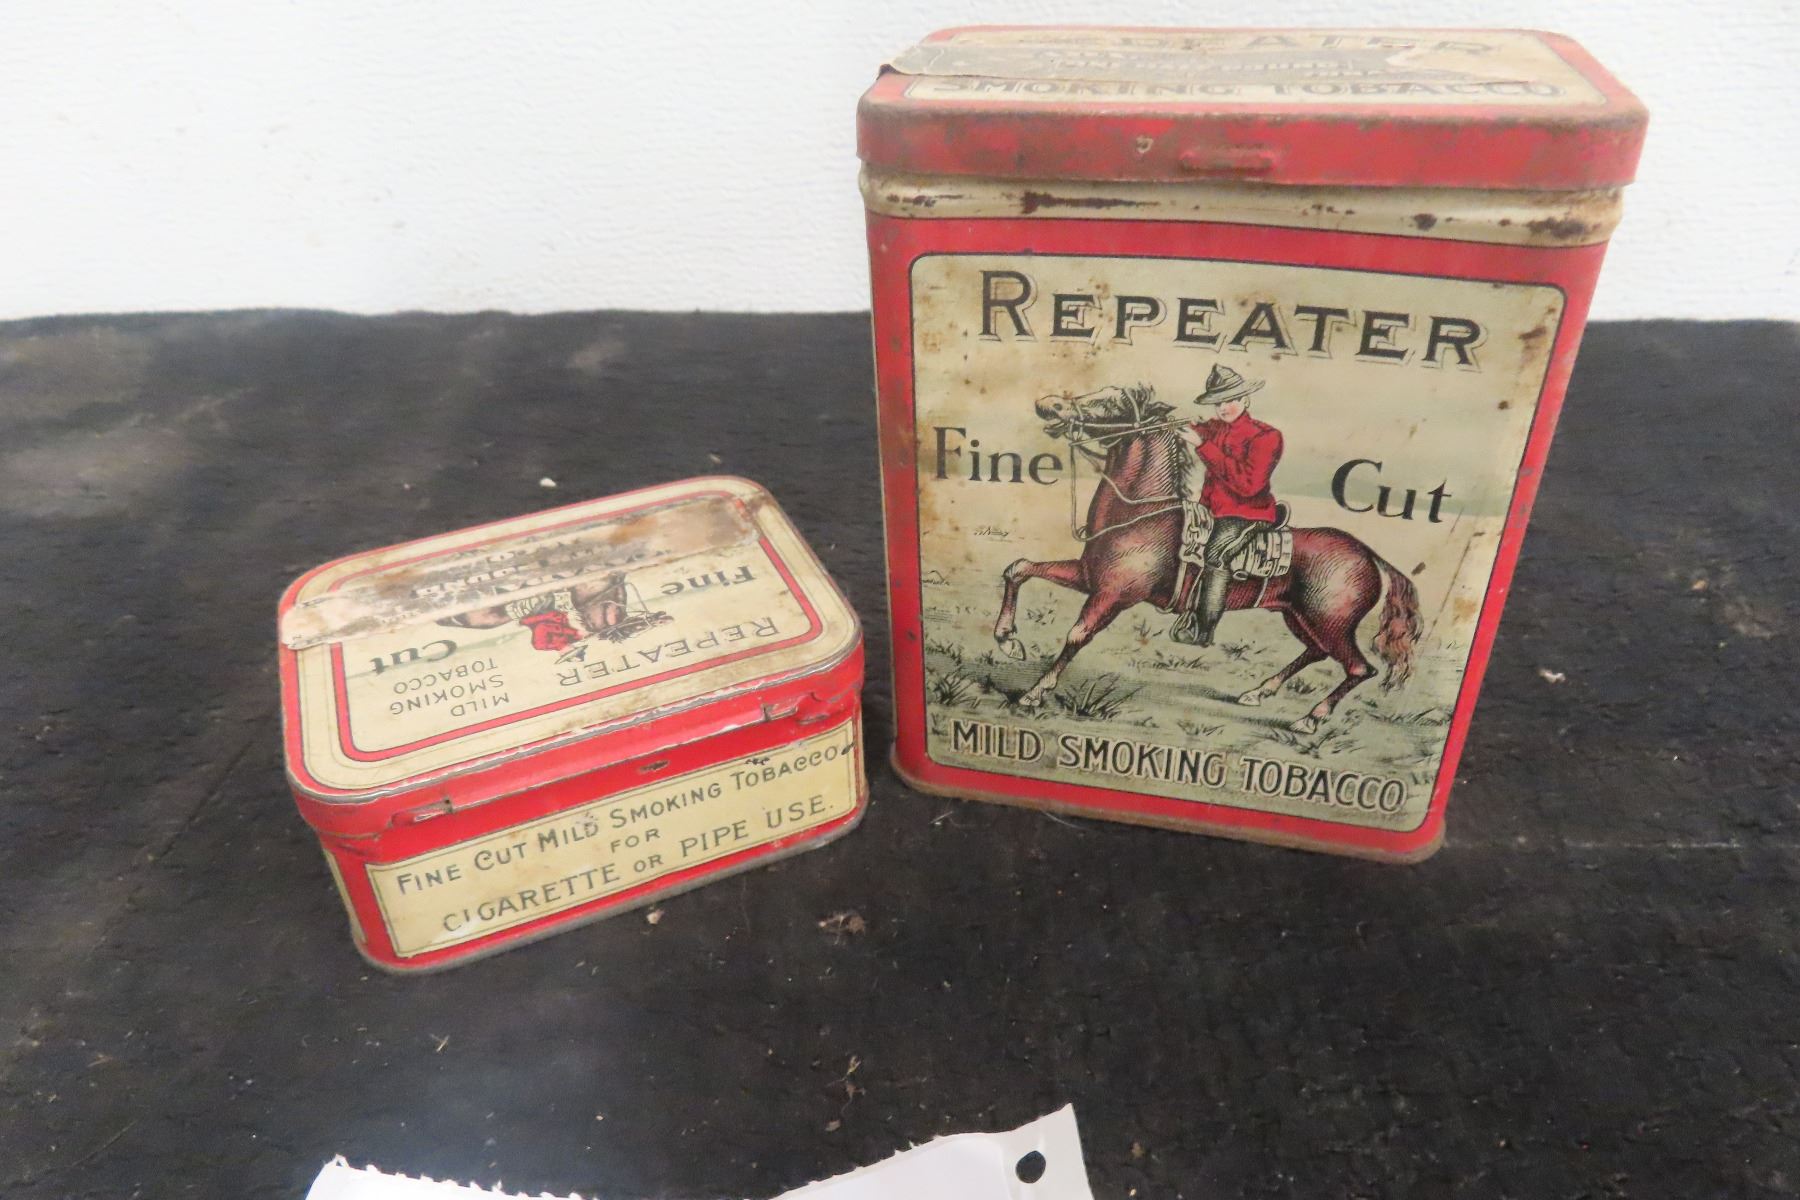 SMOKING TOBACCO
REPEATER
Fine Cut
MILD SMOKING TOBACCO
Fine Cut
REPEATER
MILD
SMOKING
TOBACCO
FINE CUT MILD SMOKING TOBACCO
FOR
CIGARETTE OR PIPE USE.